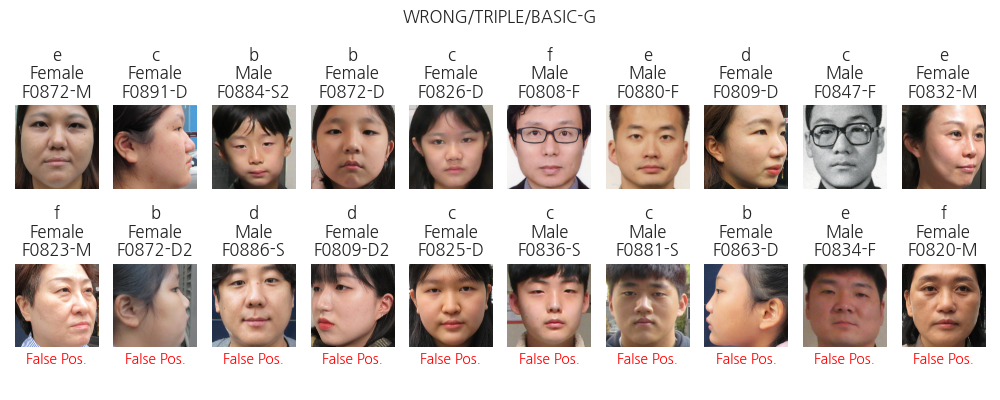 WRONG/TRIPLE/BASIC-G
e c b b c f e d c e
Female Female Male Female Female Male Male Female Male Female
F0872-M F0891-D F0884-S2 F0872-D F0826-D F0808-F F0880-F F0809-D F0847-F F0832-M
f b d d c c c b e f
Female Female Male Female Female Male Male Female Male Female
F0823-M F0872-D2 F0886-S F0809-D2 F0825-D F0836-S F0881-S F0863-D F0834-F F0820-M
False Pos. False Pos. False Pos. False Pos. False Pos. False Pos. False Pos. False Pos. False Pos. False Pos.